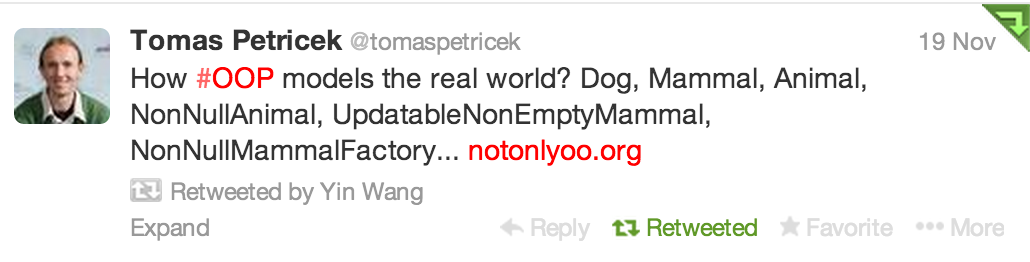 Tomas Petricek @tomaspetricek 19 Nov
How #OOP models the real world? Dog, Mammal, Animal,
NonNullAnimal, UpdatableNonEmptyMammal,
NonNullMammalFactory... notonlyoo.org
Retweeted by Yin Wang
Expand Reply Retweeted Favorite More